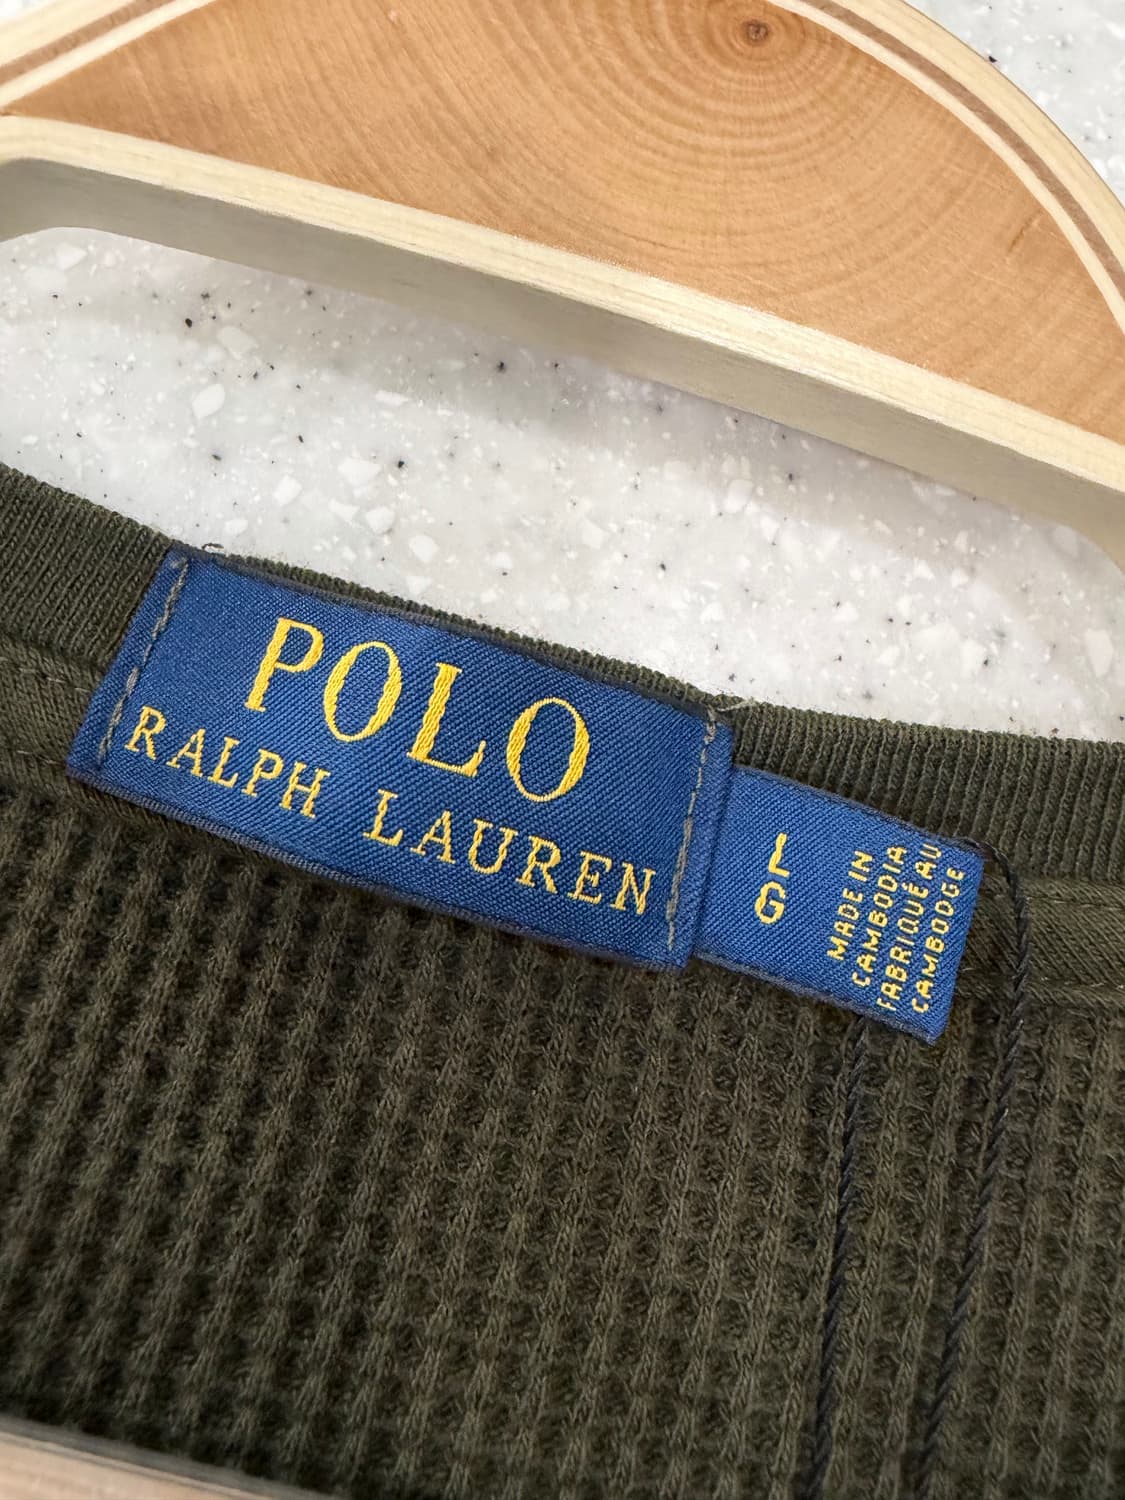 POLO
RALPH LAUREN
L
G
MADE IN
CAMBODIA
FABRIQUÉ AU
CAMBODGE